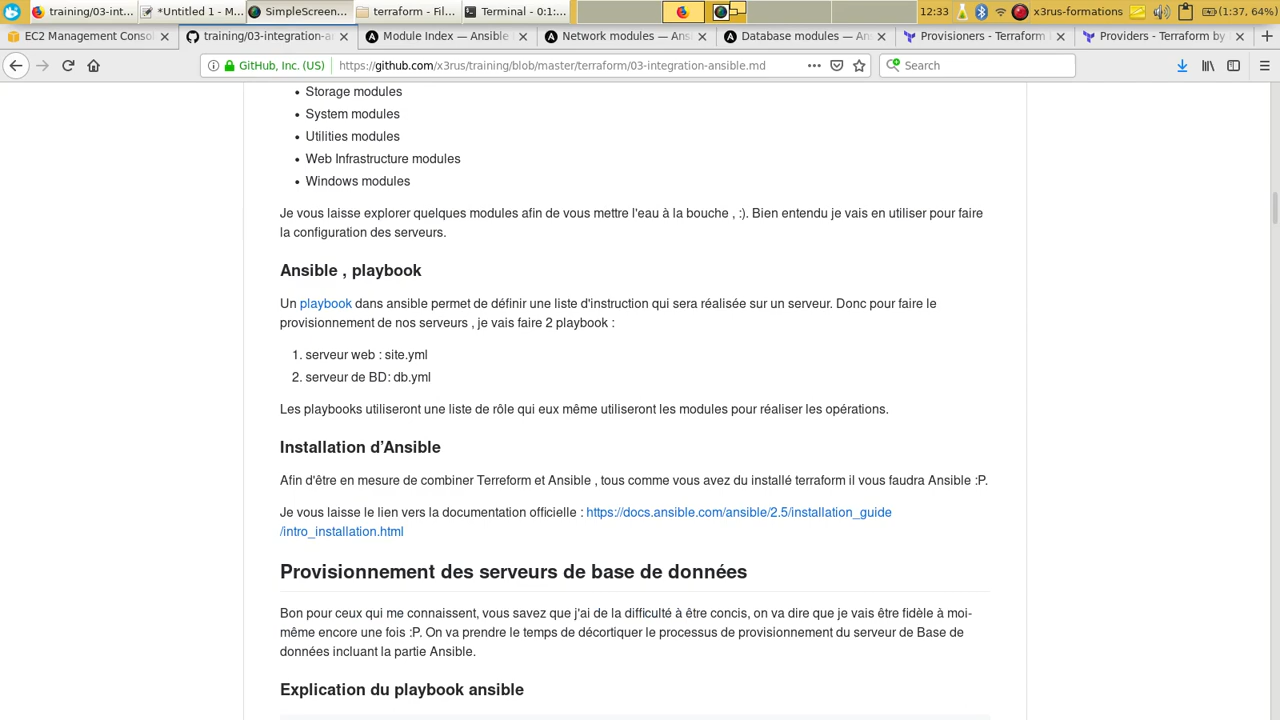 training/03-int...
*Untitled 1 - M...
SimpleScreen...
terraform - Fil...
Terminal - 0:1:...
12:33
x3rus-formations
(1:37, 64%)
EC2 Management Conso
training/03-integration-a
Module Index — Ansible
Network modules — Ans
Database modules — An
Provisioners - Terraform
Providers - Terraform by
GitHub, Inc. (US)
https://github.com/x3rus/training/blob/master/terraform/03-integration-ansible.md
Search
• Storage modules
• System modules
• Utilities modules
• Web Infrastructure modules
• Windows modules
Je vous laisse explorer quelques modules afin de vous mettre l'eau à la bouche , :). Bien entendu je vais en utiliser pour faire
la configuration des serveurs.
Ansible , playbook
Un playbook dans ansible permet de définir une liste d'instruction qui sera réalisée sur un serveur. Donc pour faire le
provisionnement de nos serveurs , je vais faire 2 playbook :
1. serveur web : site.yml
2. serveur de BD: db.yml
Les playbooks utiliseront une liste de rôle qui eux même utiliseront les modules pour réaliser les opérations.
Installation d’Ansible
Afin d'être en mesure de combiner Terreform et Ansible , tous comme vous avez du installé terraform il vous faudra Ansible :P.
Je vous laisse le lien vers la documentation officielle : https://docs.ansible.com/ansible/2.5/installation_guide
/intro_installation.html
Provisionnement des serveurs de base de données
Bon pour ceux qui me connaissent, vous savez que j'ai de la difficulté à être concis, on va dire que je vais être fidèle à moi-
même encore une fois :P. On va prendre le temps de décortiquer le processus de provisionnement du serveur de Base de
données incluant la partie Ansible.
Explication du playbook ansible